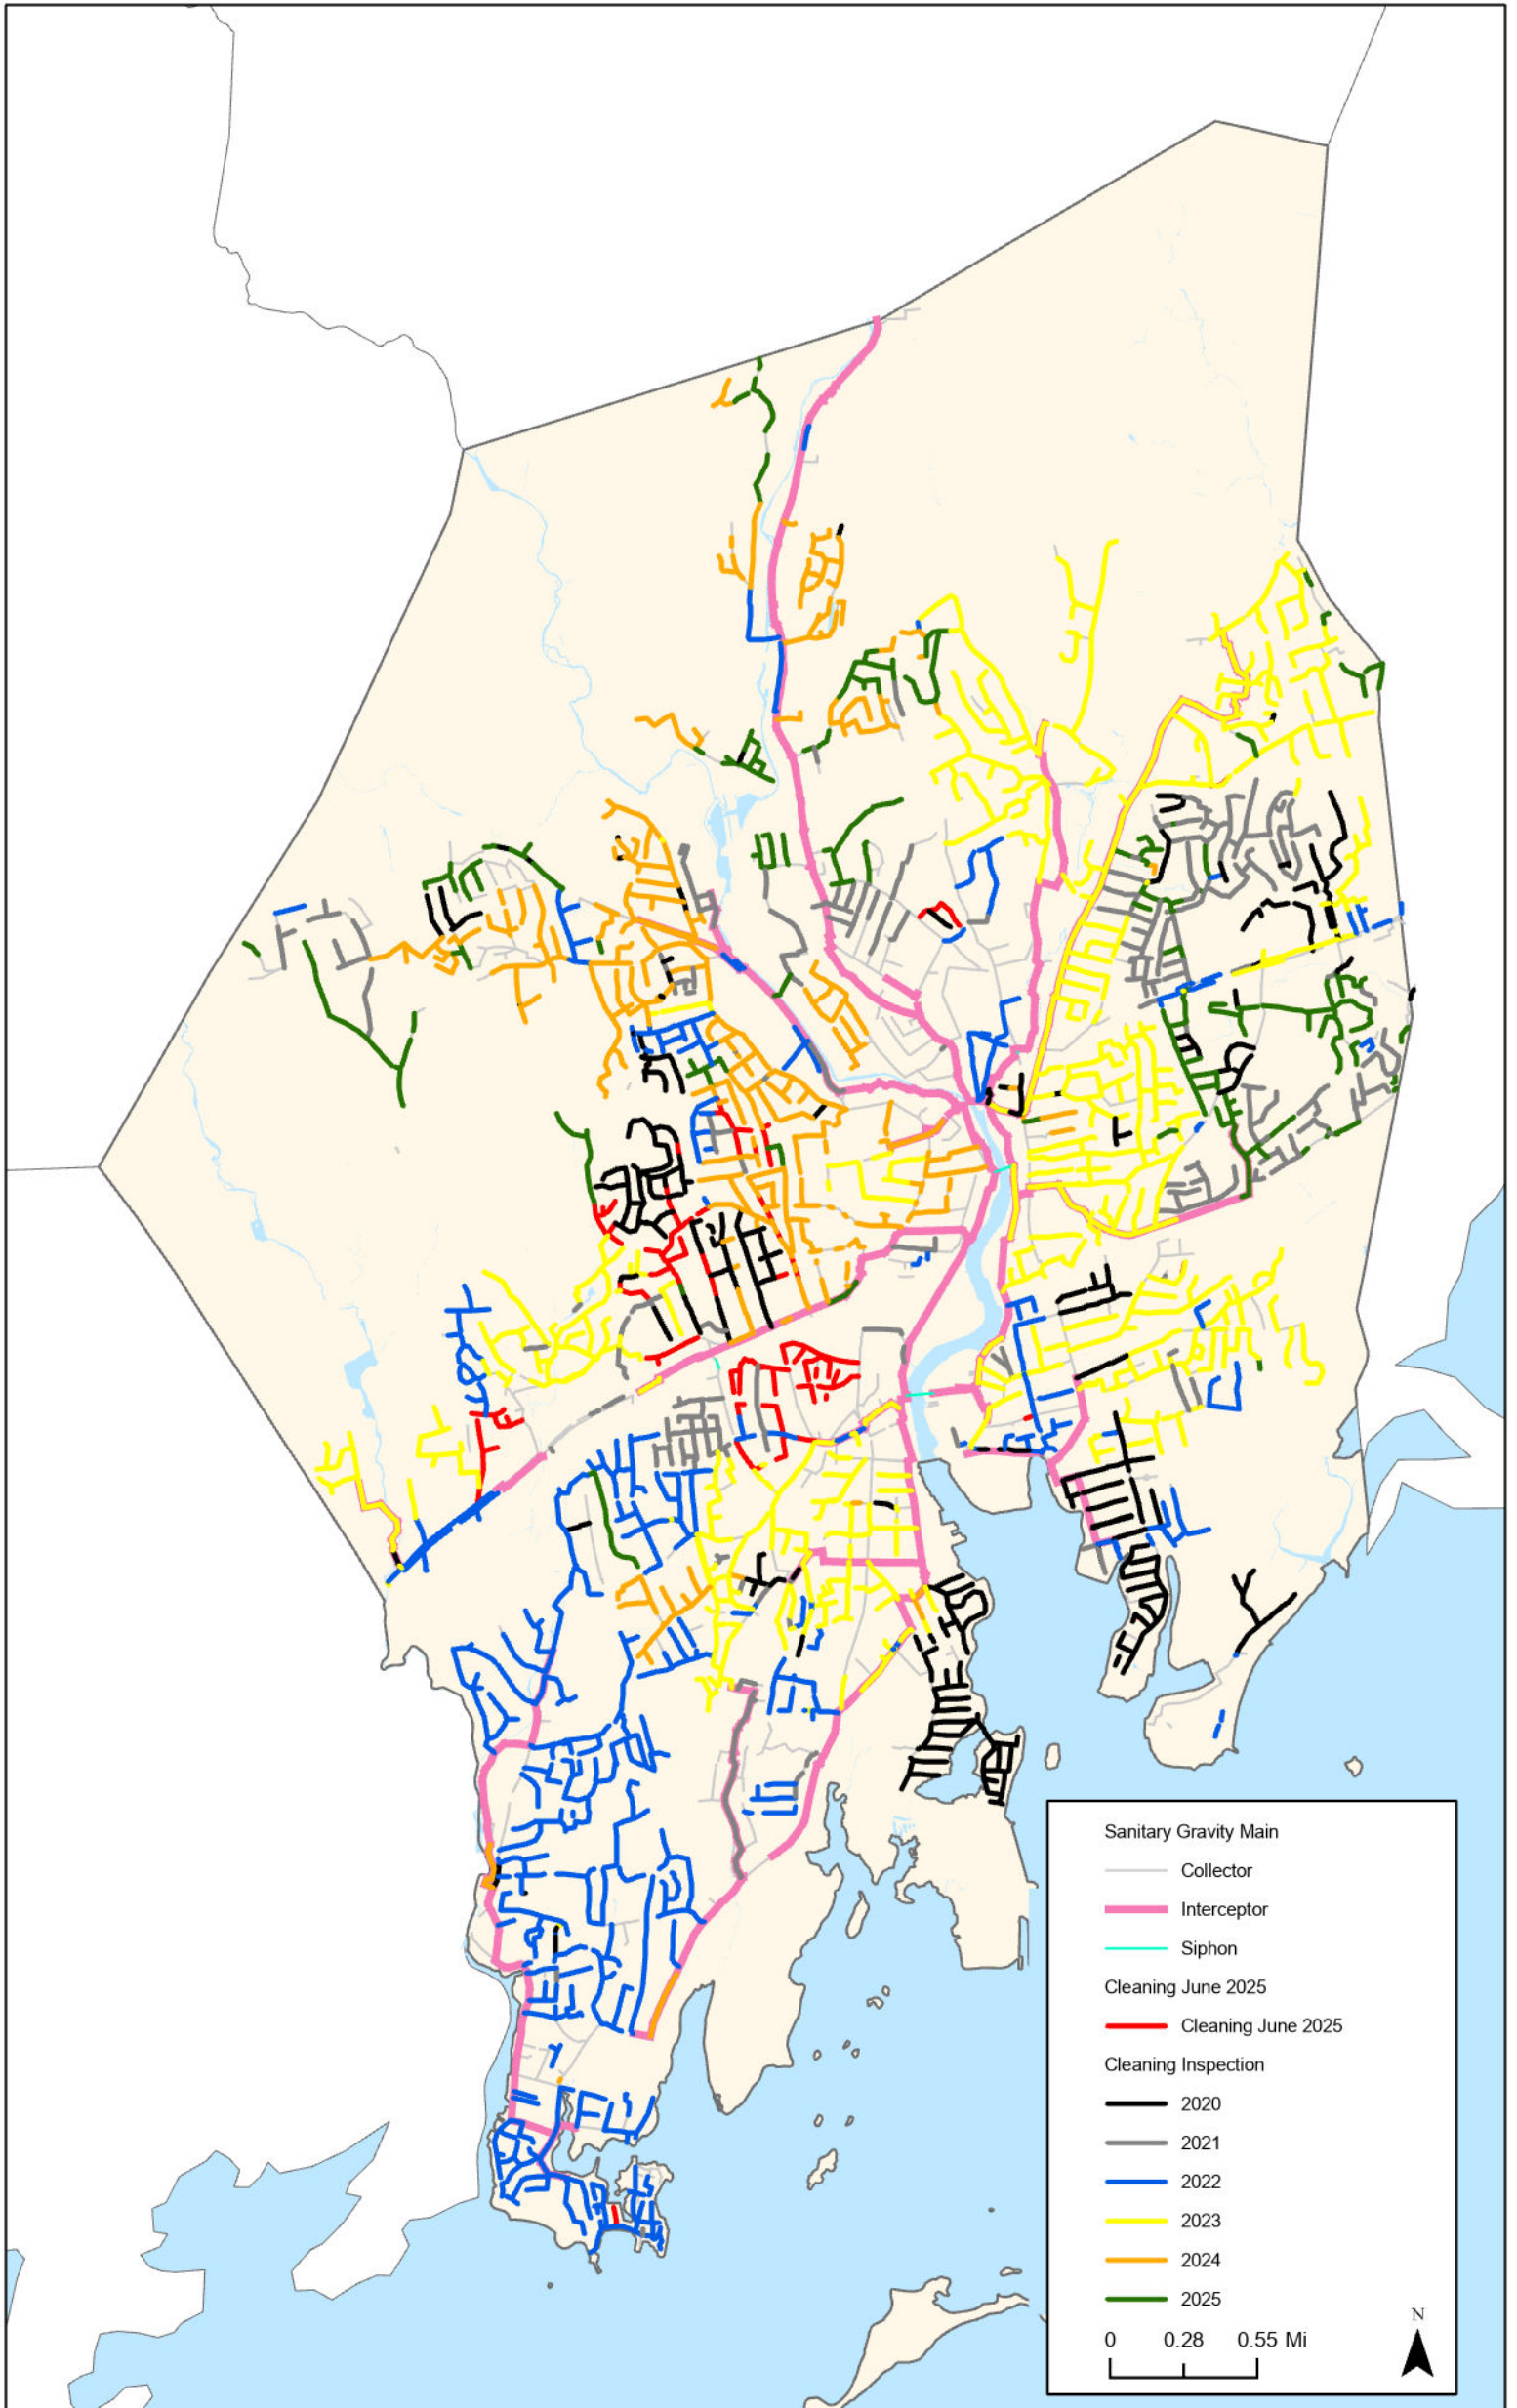 Sanitary Gravity Main
Collector
Interceptor
Siphon
Cleaning June 2025
Cleaning June 2025
Cleaning Inspection
2020
2021
2022
2023
2024
2025
N
0 0.28 0.55 Mi